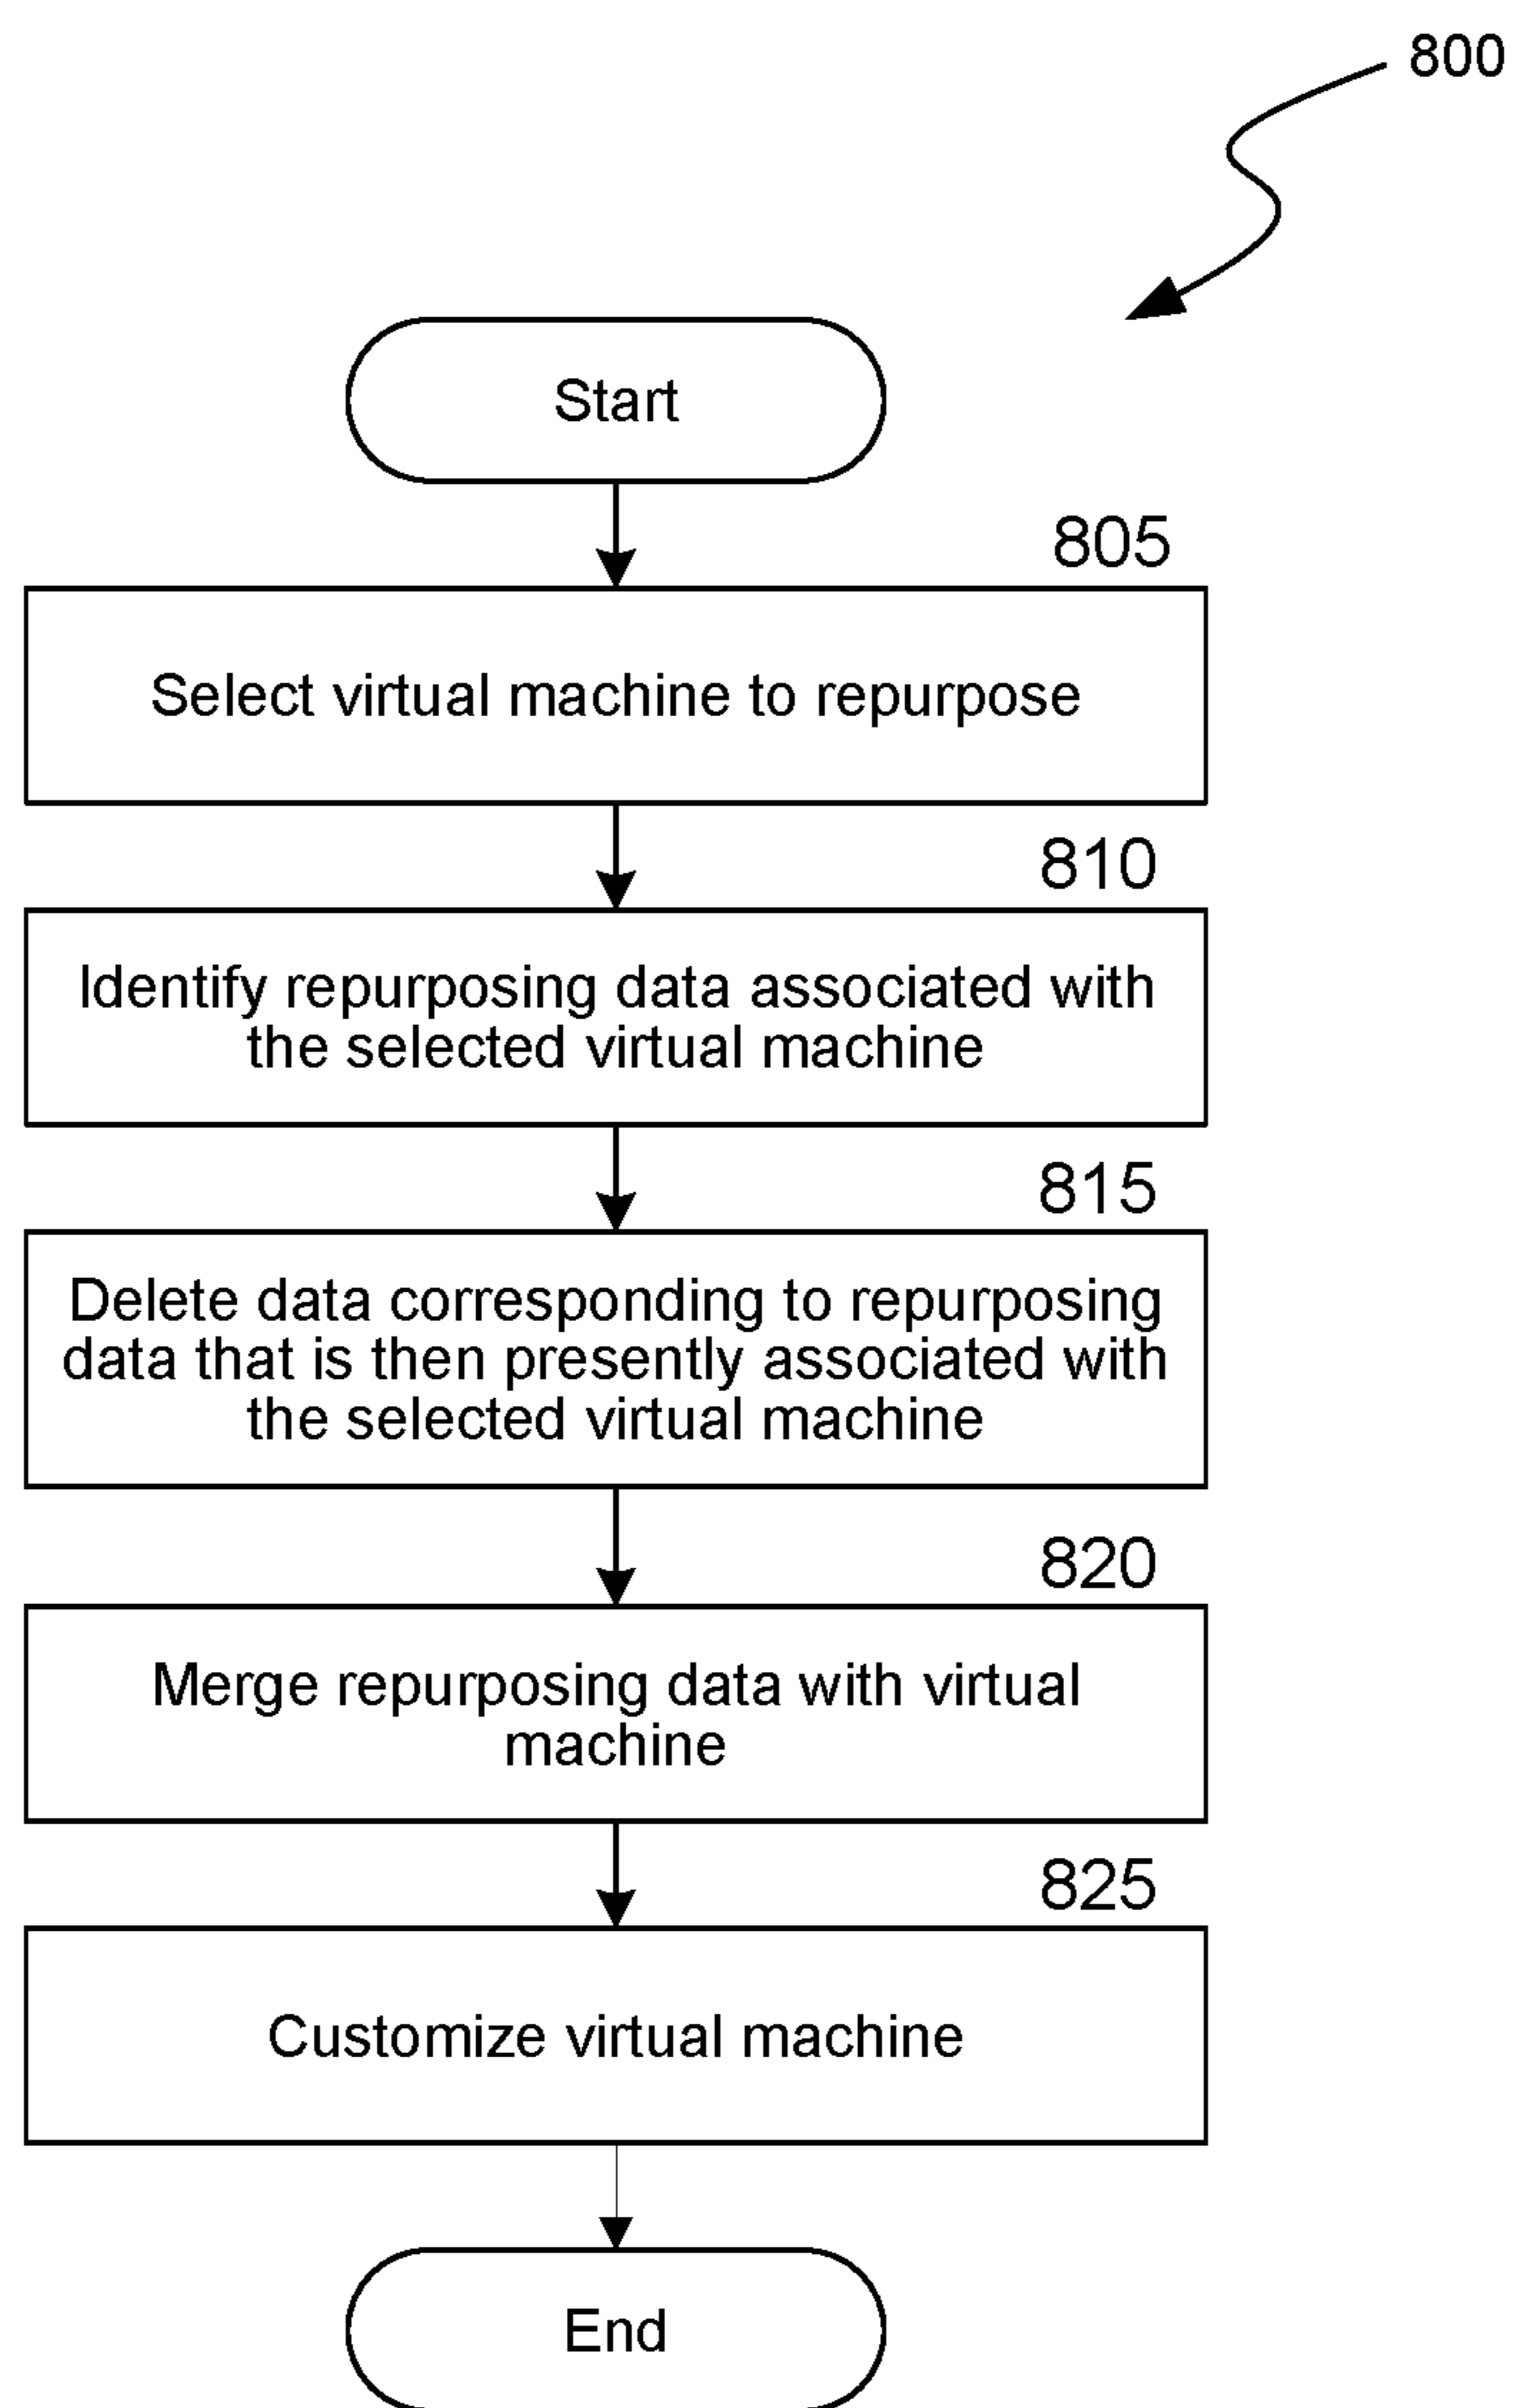 800
Start
805
Select virtual machine to repurpose
810
Identify repurposing data associated with
the selected virtual machine
815
Delete data corresponding to repurposing
data that is then presently associated with
the selected virtual machine
820
Merge repurposing data with virtual
machine
825
Customize virtual machine
End